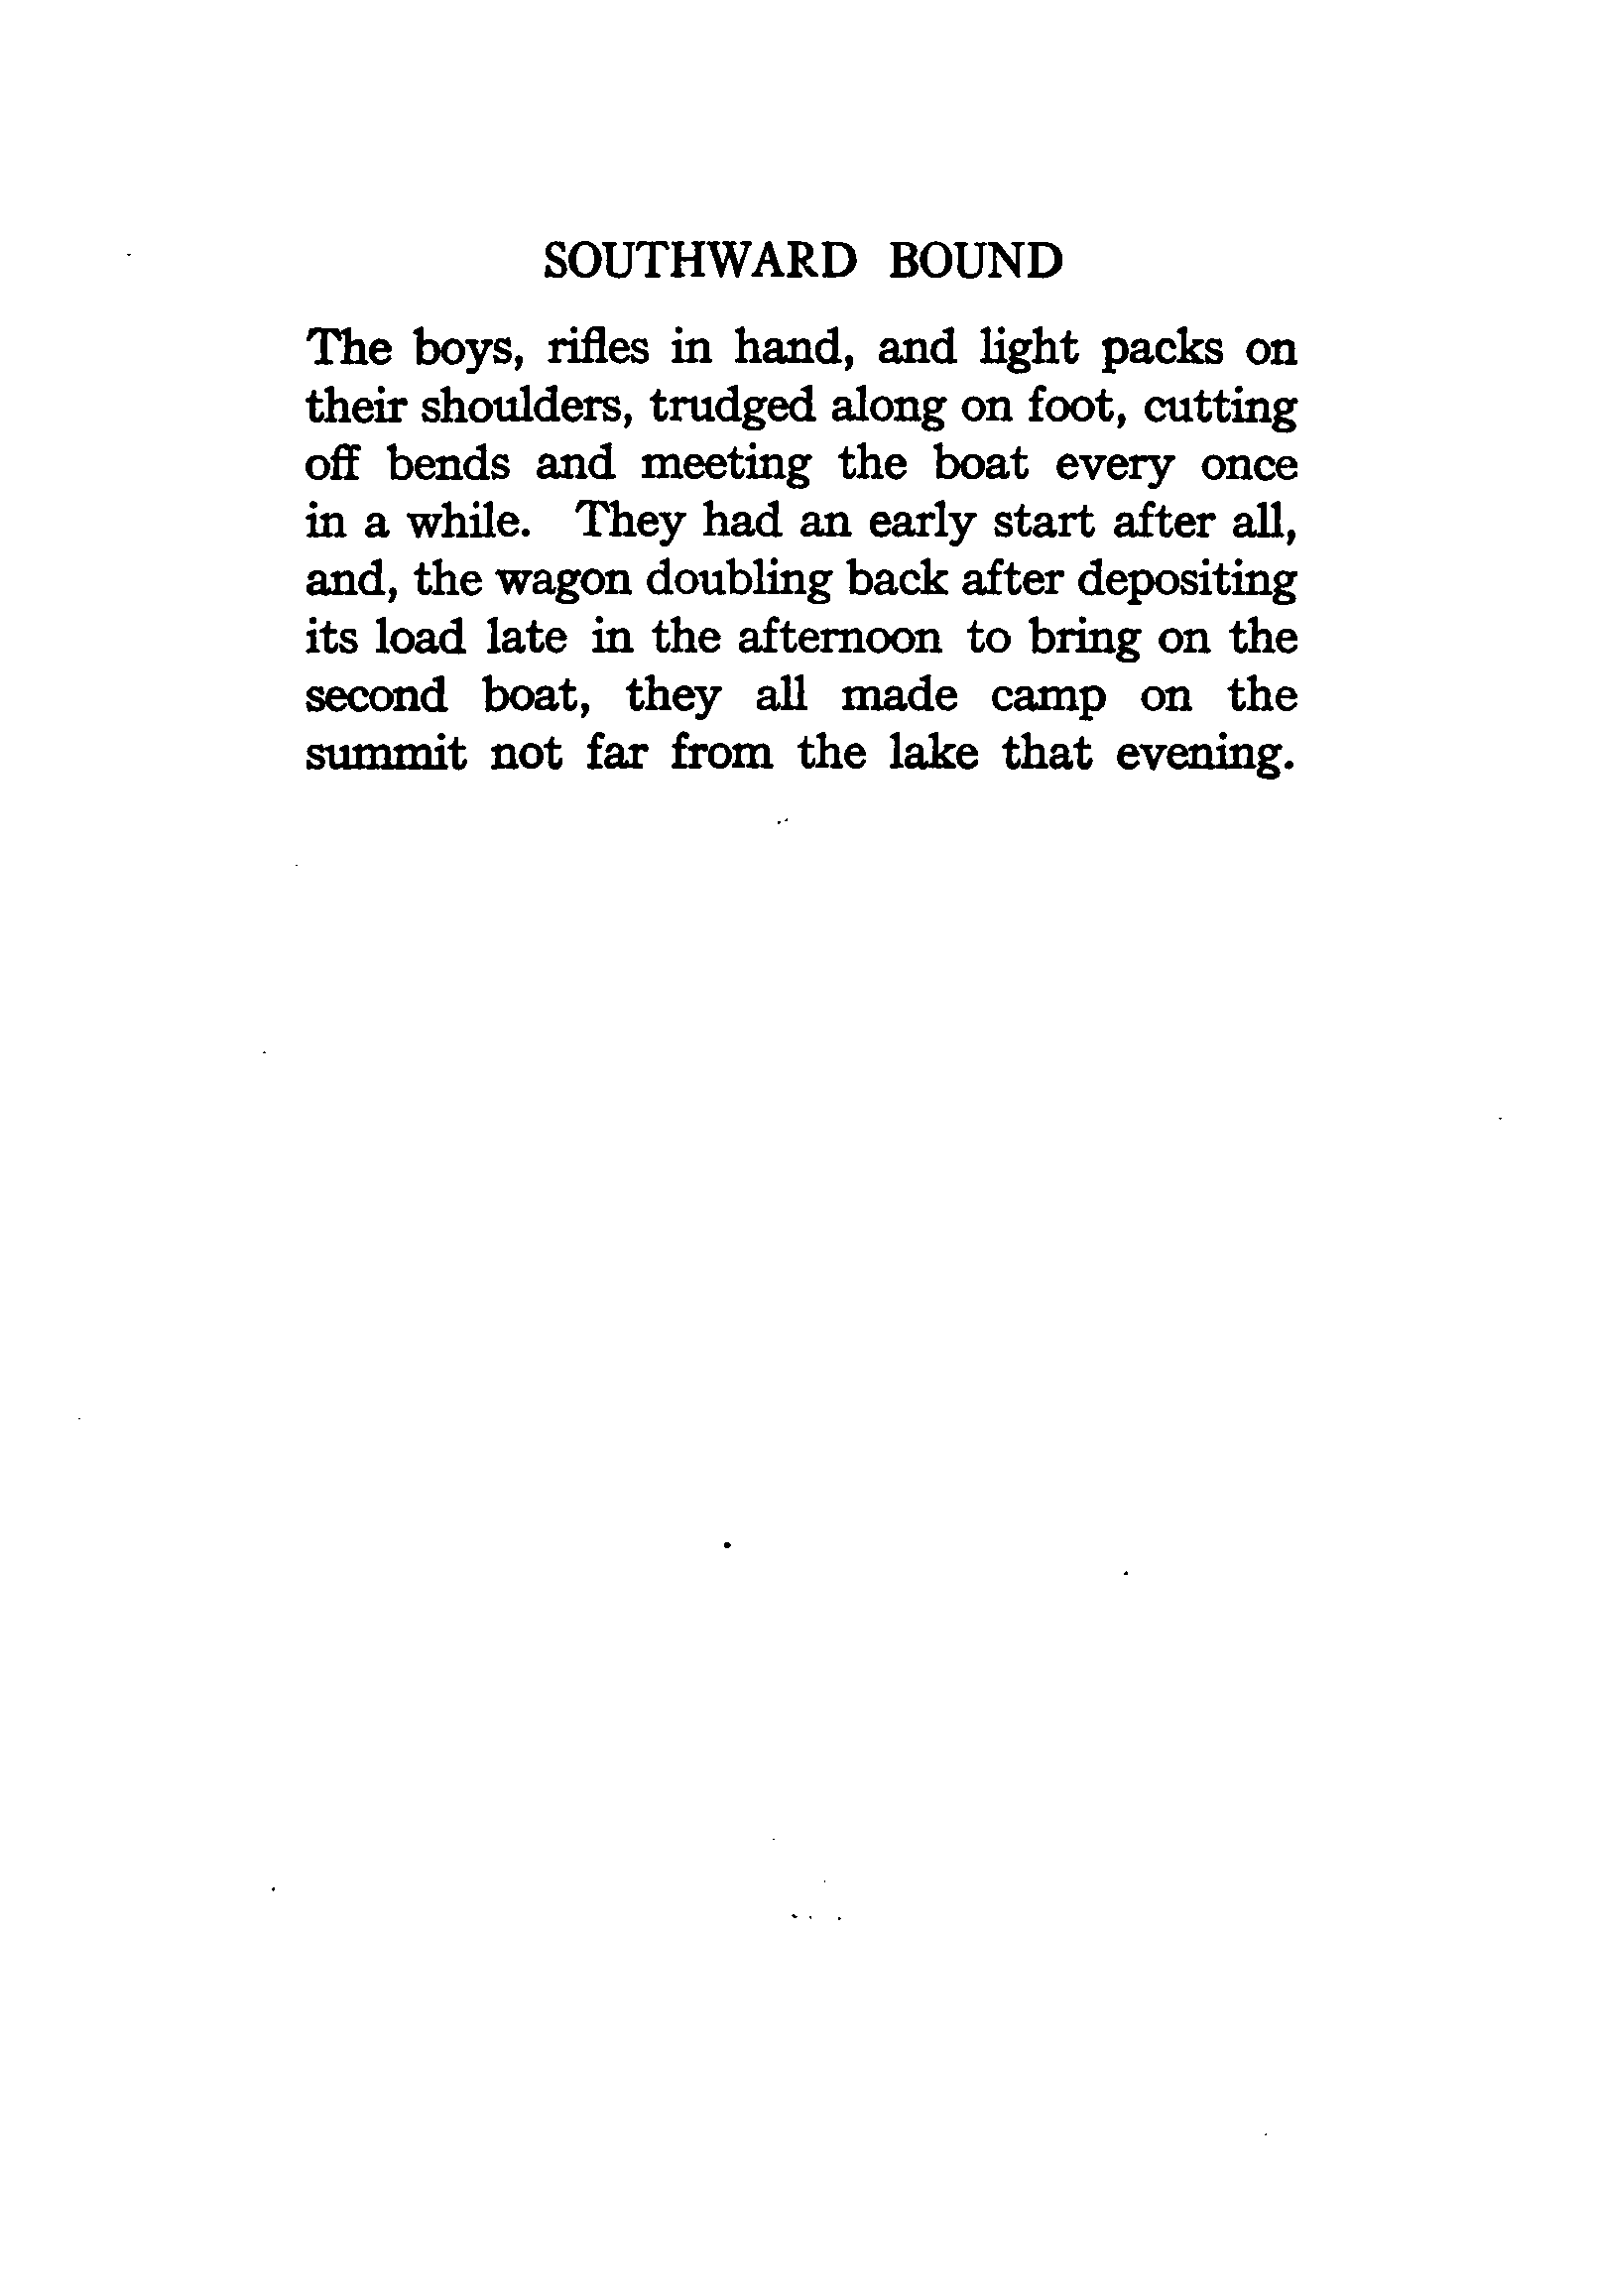 SOUTHWARD BOUND
The boys, rifles in hand, and light packs on
their shoulders, trudged along on foot, cutting
off bends and meeting the boat every once
in a while. They had an early start after all,
and, the wagon doubling back after depositing
its load late in the afternoon to bring on the
second boat, they all made camp on the
summit not far from the lake that evening.